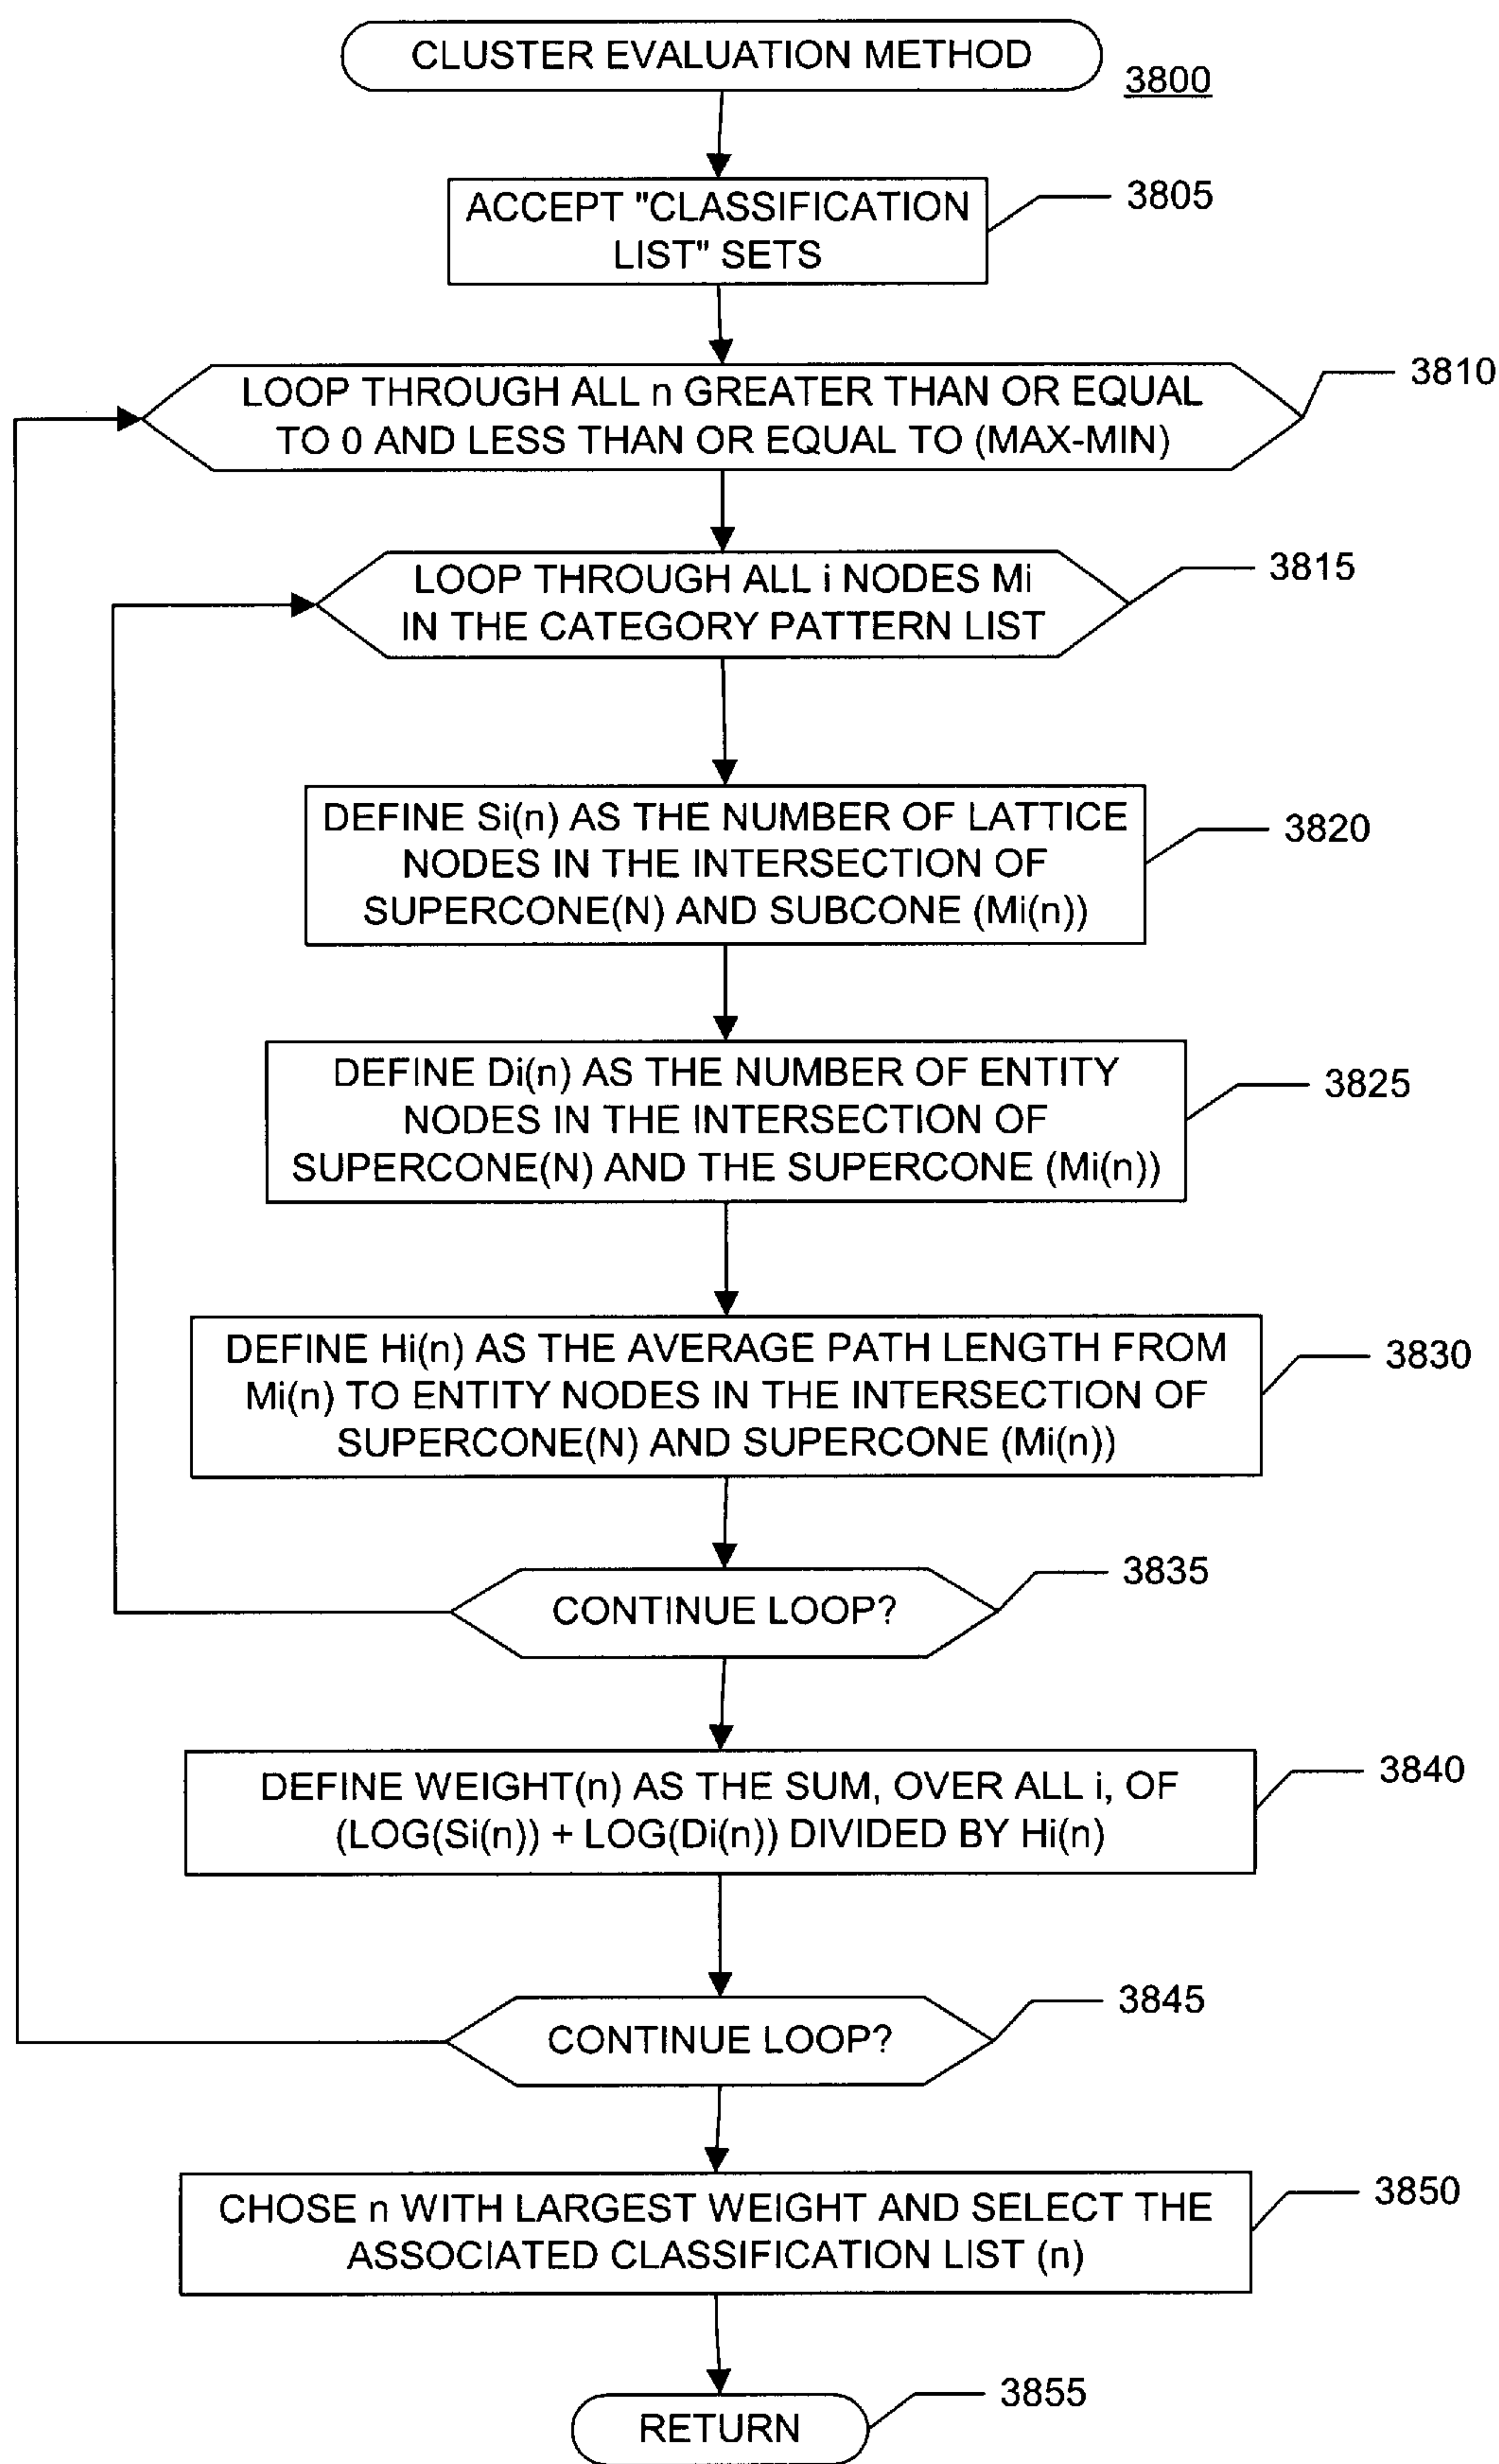 CLUSTER EVALUATION METHOD
3800
ACCEPT "CLASSIFICATION
LIST" SETS
3805
LOOP THROUGH ALL n GREATER THAN OR EQUAL
TO 0 AND LESS THAN OR EQUAL TO (MAX-MIN)
3810
LOOP THROUGH ALL i NODES Mi
IN THE CATEGORY PATTERN LIST
3815
DEFINE Si(n) AS THE NUMBER OF LATTICE
NODES IN THE INTERSECTION OF
SUPERCONE(N) AND SUBCONE (Mi(n))
3820
DEFINE Di(n) AS THE NUMBER OF ENTITY
NODES IN THE INTERSECTION OF
SUPERCONE(N) AND THE SUPERCONE (Mi(n))
3825
DEFINE Hi(n) AS THE AVERAGE PATH LENGTH FROM
Mi(n) TO ENTITY NODES IN THE INTERSECTION OF
SUPERCONE(N) AND SUPERCONE (Mi(n))
3830
CONTINUE LOOP?
3835
DEFINE WEIGHT(n) AS THE SUM, OVER ALL i, OF
(LOG(Si(n)) + LOG(Di(n)) DIVIDED BY Hi(n)
3840
CONTINUE LOOP?
3845
CHOSE n WITH LARGEST WEIGHT AND SELECT THE
ASSOCIATED CLASSIFICATION LIST (n)
3850
RETURN
3855